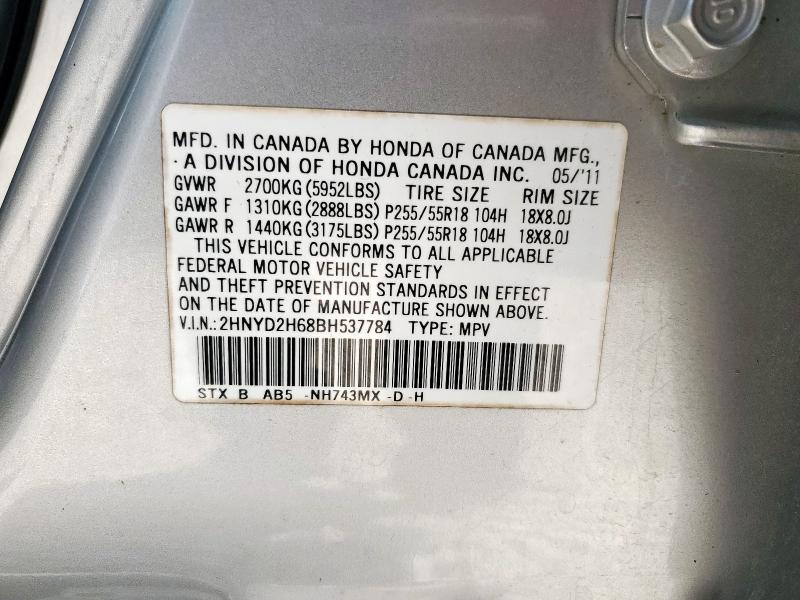 MFD. IN CANADA BY HONDA OF CANADA MFG.,
A DIVISION OF HONDA CANADA INC. 05/'11
GVWR 2700KG (5952LBS) TIRE SIZE RIM SIZE
GAWR F 1310KG (2888LBS) P255/55R18 104H 18X8.0J
GAWR R 1440KG (3175LBS) P255/55R18 104H 18X8.0J
THIS VEHICLE CONFORMS TO ALL APPLICABLE
FEDERAL MOTOR VEHICLE SAFETY
AND THEFT PREVENTION STANDARDS IN EFFECT
ON THE DATE OF MANUFACTURE SHOWN ABOVE.
V.I.N.: 2HNYD2H68BH537784 TYPE: MPV
STX B AB5 -NH743MX -D -H